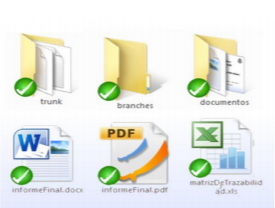 trunk
branches
documentos
W
PDF
X
informeFinal.docx
informeFinal.pdf
matrizDeTrazabilid
ad.xls